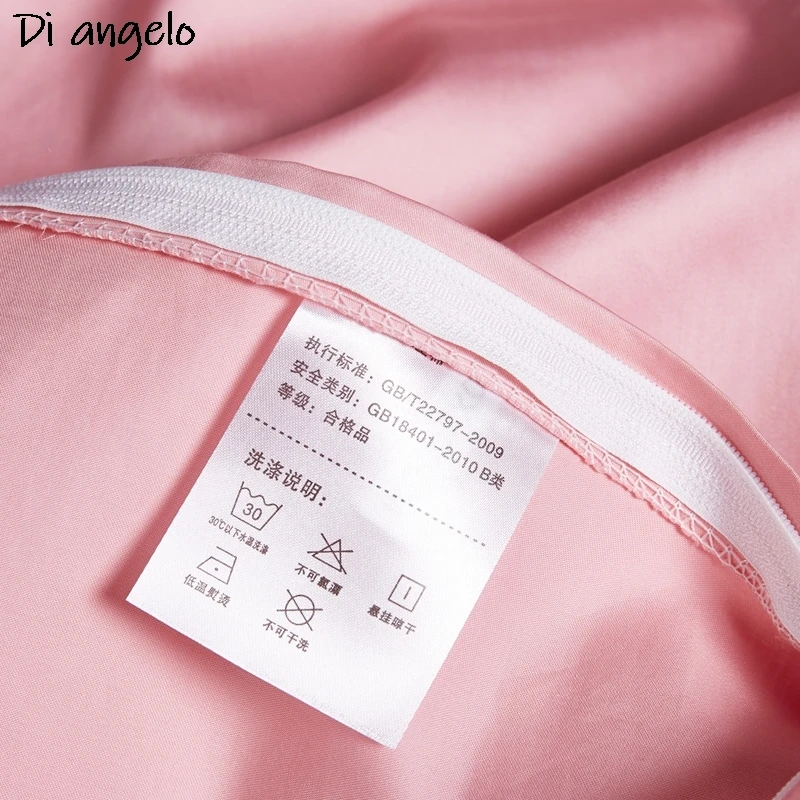 Di angelo
执行标准: GB/T22797-2009
安全类别: GB18401-2010 B类
等级: 合格品
洗涤说明:
30
30℃以下水温洗涤
不可氯漂
悬挂晾干
低温熨烫
不可干洗